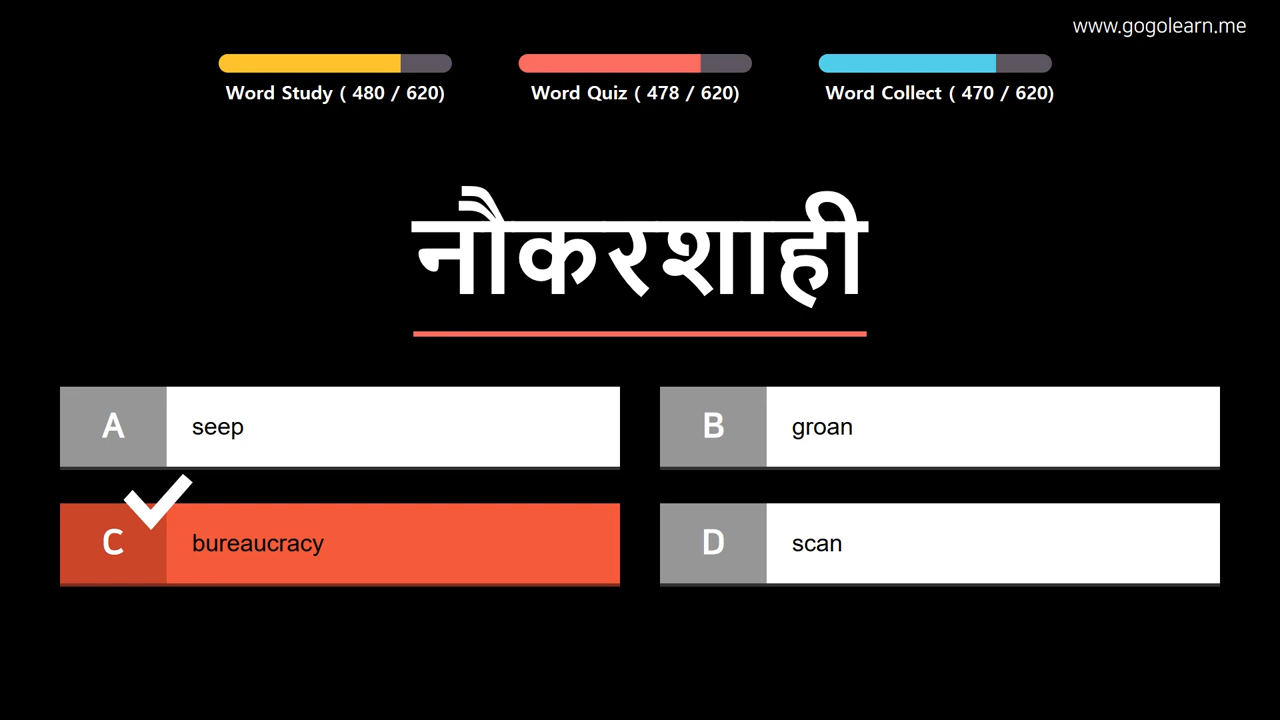 www.gogolearn.me
Word Study ( 480 / 620)
Word Quiz ( 478 / 620)
Word Collect ( 470 / 620)
नौकरशाही
A seep
B groan
C bureaucracy
D scan